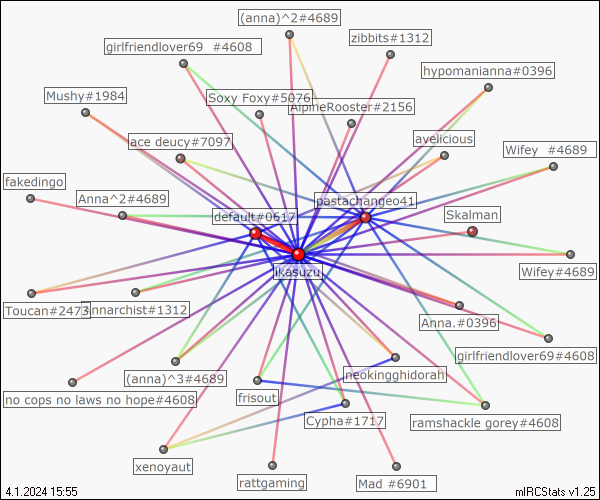 (anna)^2#4689
zibbits#1312
girlfriendlover69 #4608
hypomanianna#0396
Mushy#1984
Soxy Foxy#5076
AlpineRooster#2156
ace deucy#7097
avelicious
Wifey #4689
fakedingo
Anna^2#4689
pastachangeo41
default#0617
Skalman
ikasuzu
Wifey#4689
Toucan#2473
annarchist#1312
Anna.#0396
girlfriendlover69#4608
(anna)^3#4689
neokingghidorah
no cops no laws no hope#4608
frisout
Cypha#1717
ramshackle gorey#4608
xenoyaut
rattgaming
Mad #6901
4.1.2024 15:55
mIRCStats v1.25